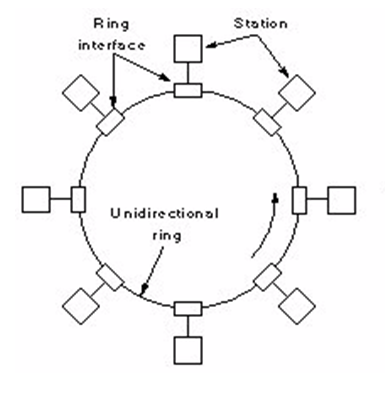 Ring
interface
Station
Unidirectional
ring